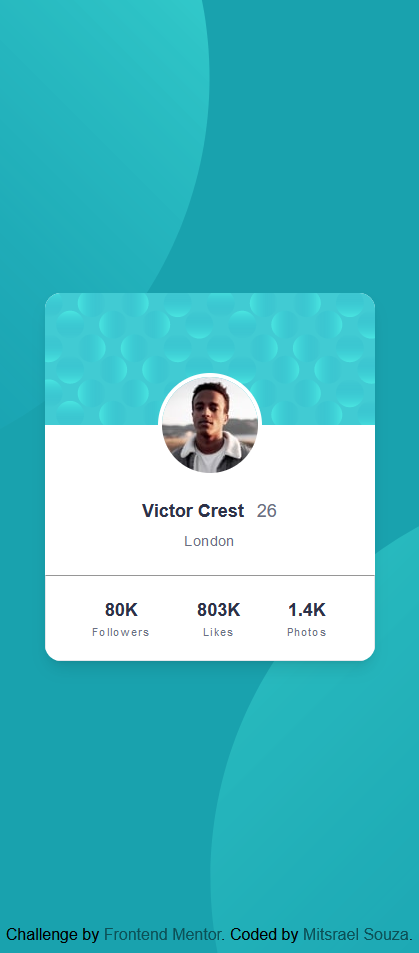 Victor Crest 26
London
80K 803K 1.4K
Followers Likes Photos
Challenge by Frontend Mentor. Coded by Mitsrael Souza.